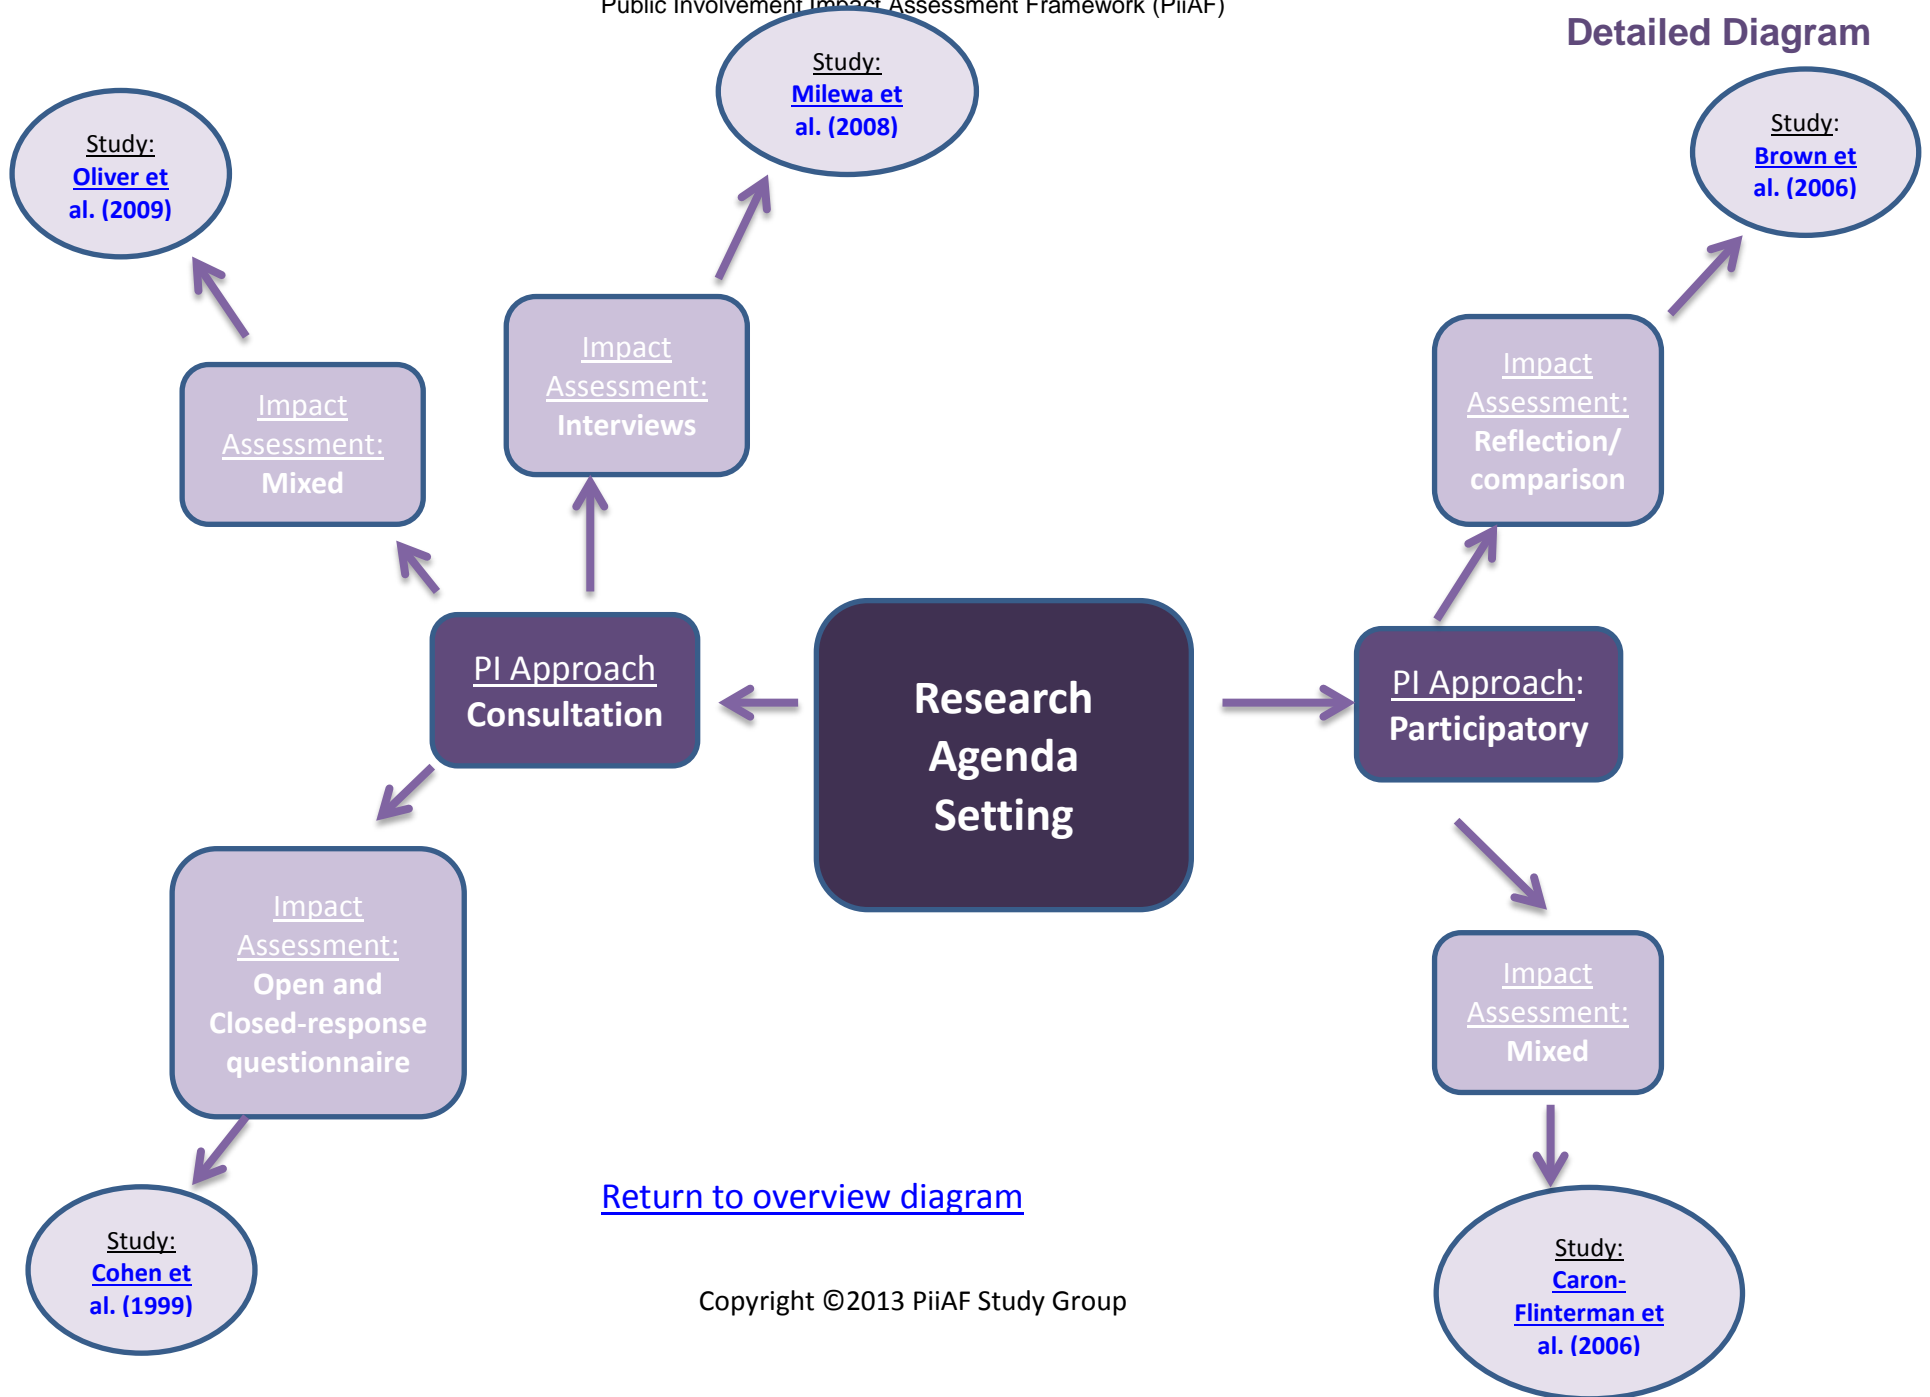 Public Involvement Impact Assessment Framework (PiiAF)
Detailed Diagram
Study:
Milewa et
al. (2008)
Study:
Oliver et
al. (2009)
Study:
Brown et
al. (2006)
Impact
Assessment:
Interviews
Impact
Assessment:
Mixed
Impact
Assessment:
Reflection/
comparison
PI Approach
Consultation
Research
Agenda
Setting
PI Approach:
Participatory
Impact
Assessment:
Open and
Closed-response
questionnaire
Impact
Assessment:
Mixed
Return to overview diagram
Study:
Cohen et
al. (1999)
Copyright ©2013 PiiAF Study Group
Study:
Caron-
Flinterman et
al. (2006)